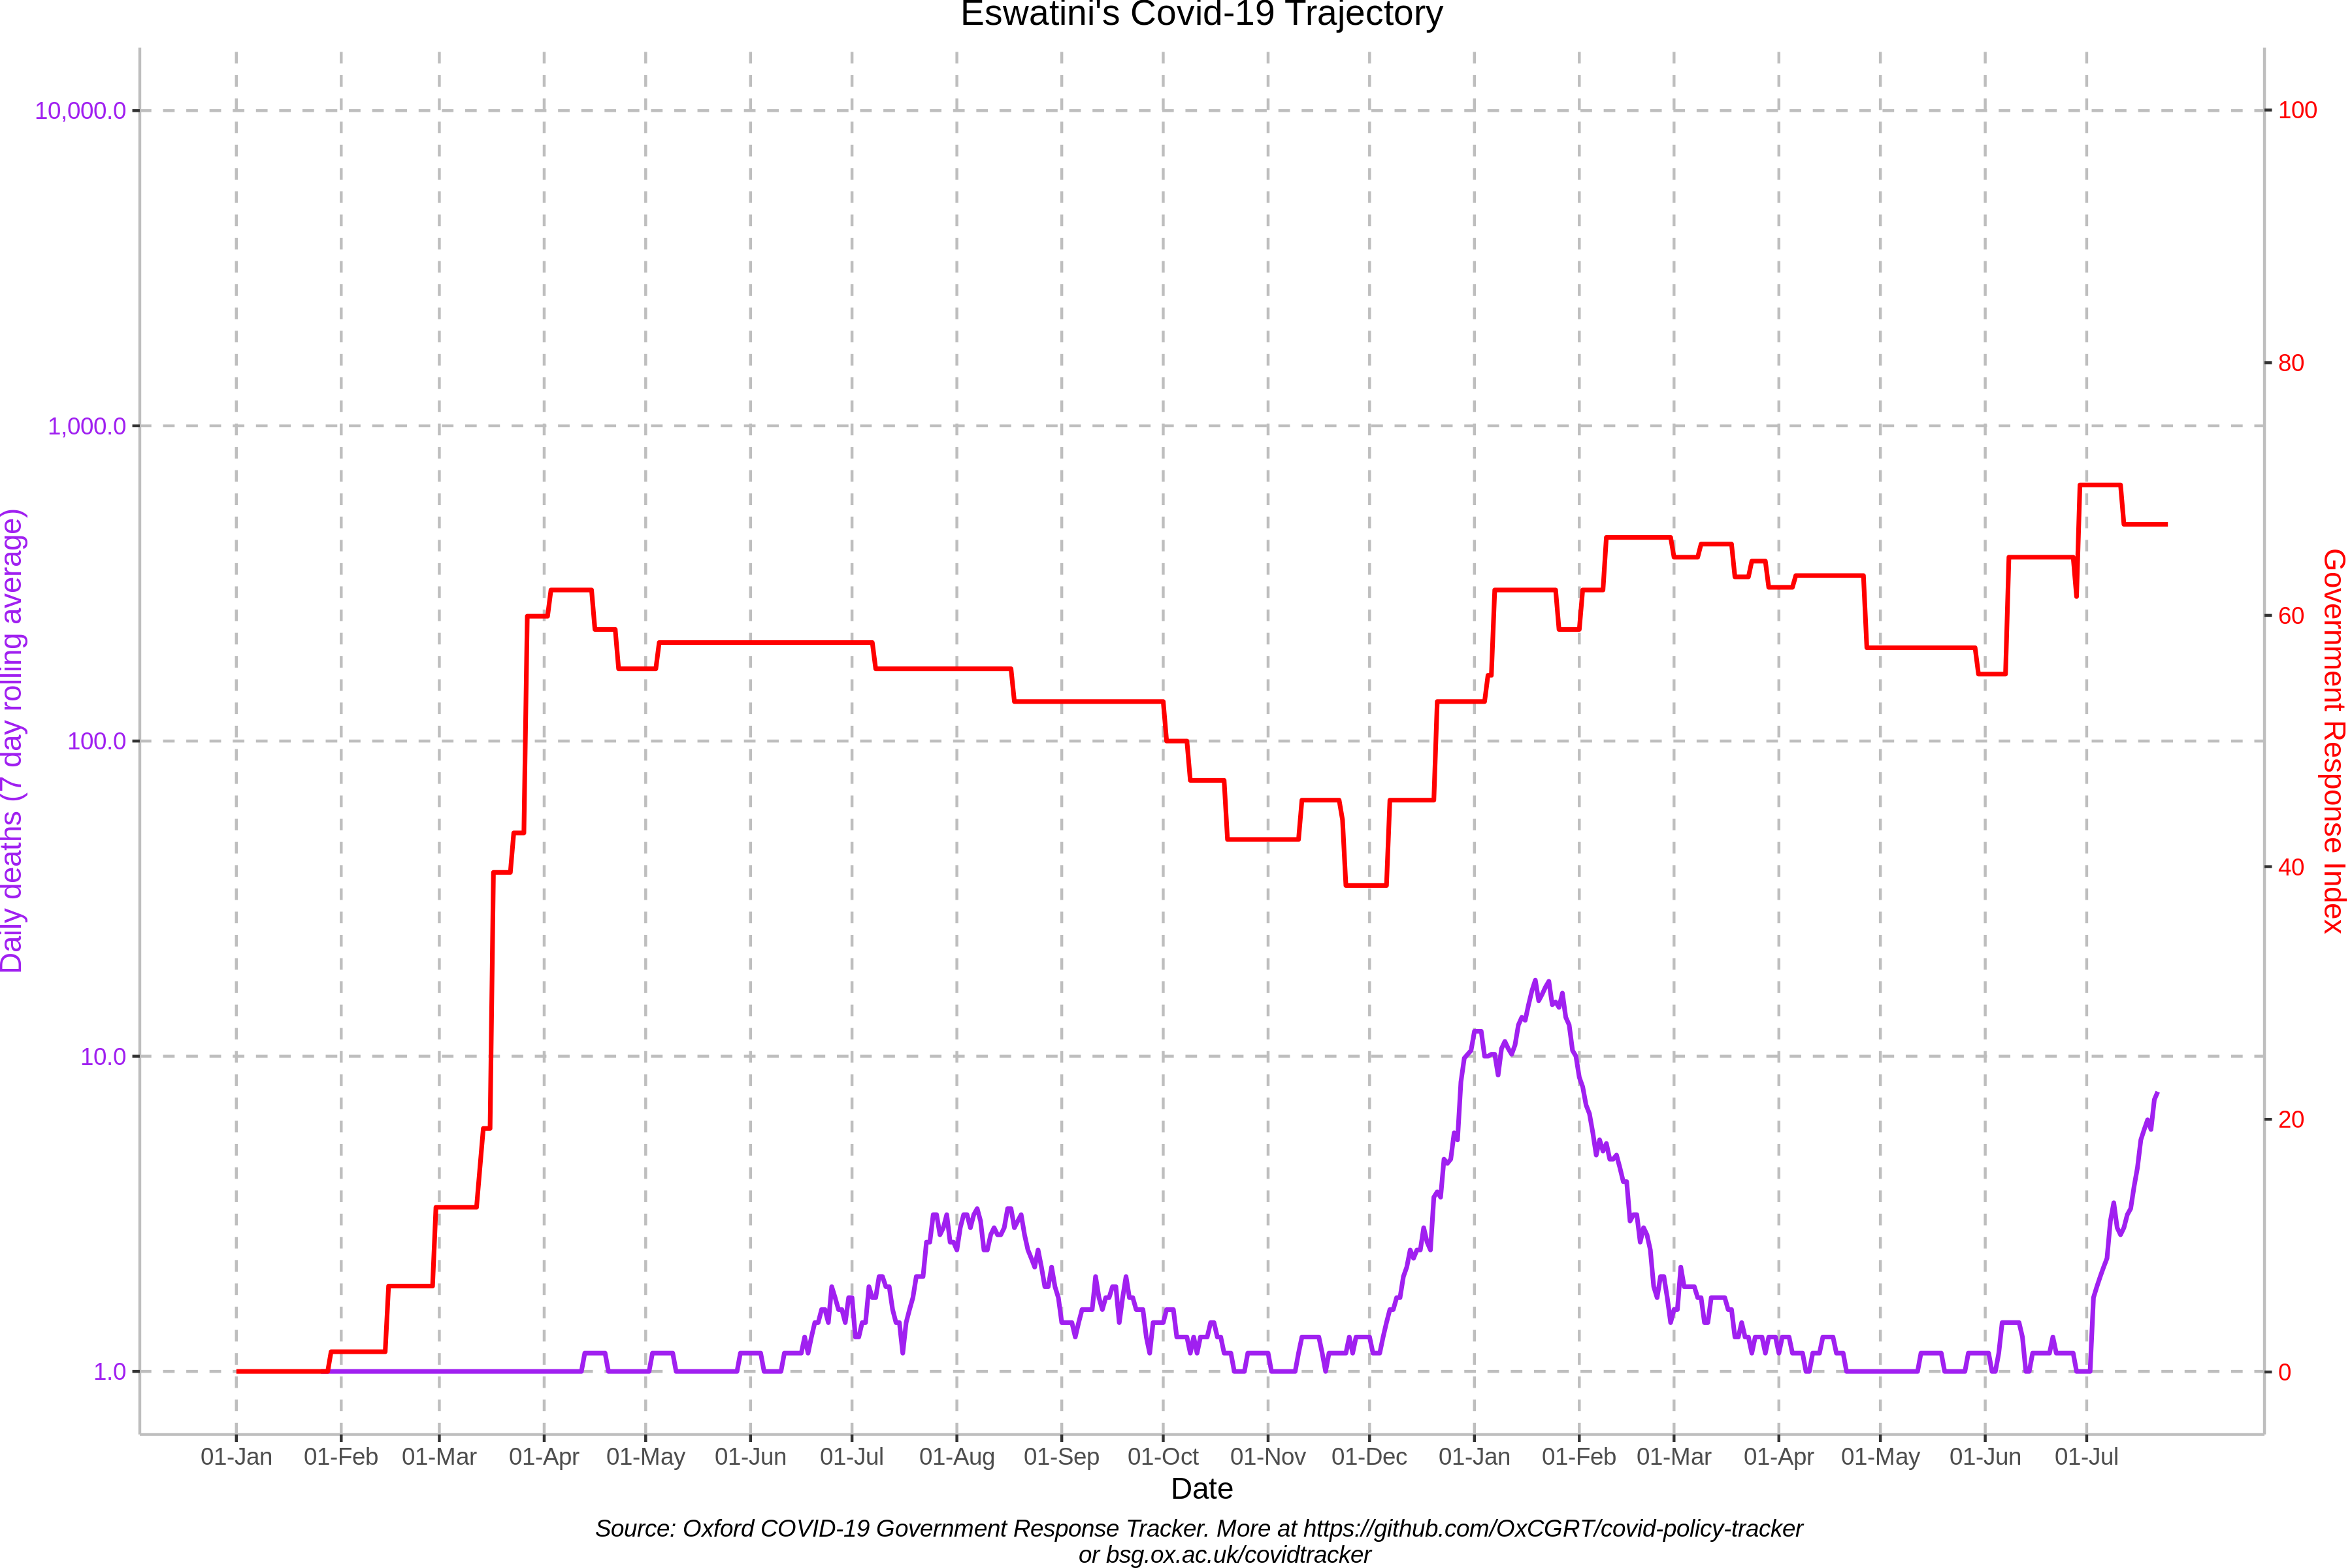 Eswatini's Covid-19 Trajectory
Daily deaths (7 day rolling average)
10,000.0
1,000.0
100.0
10.0
1.0
100
80
60
40
20
0
Government Response Index
01-Jan 01-Feb 01-Mar 01-Apr 01-May 01-Jun 01-Jul 01-Aug 01-Sep 01-Oct 01-Nov 01-Dec 01-Jan 01-Feb 01-Mar 01-Apr 01-May 01-Jun 01-Jul
Date
Source: Oxford COVID-19 Government Response Tracker. More at https://github.com/OxCGRT/covid-policy-tracker
or bsg.ox.ac.uk/covidtracker